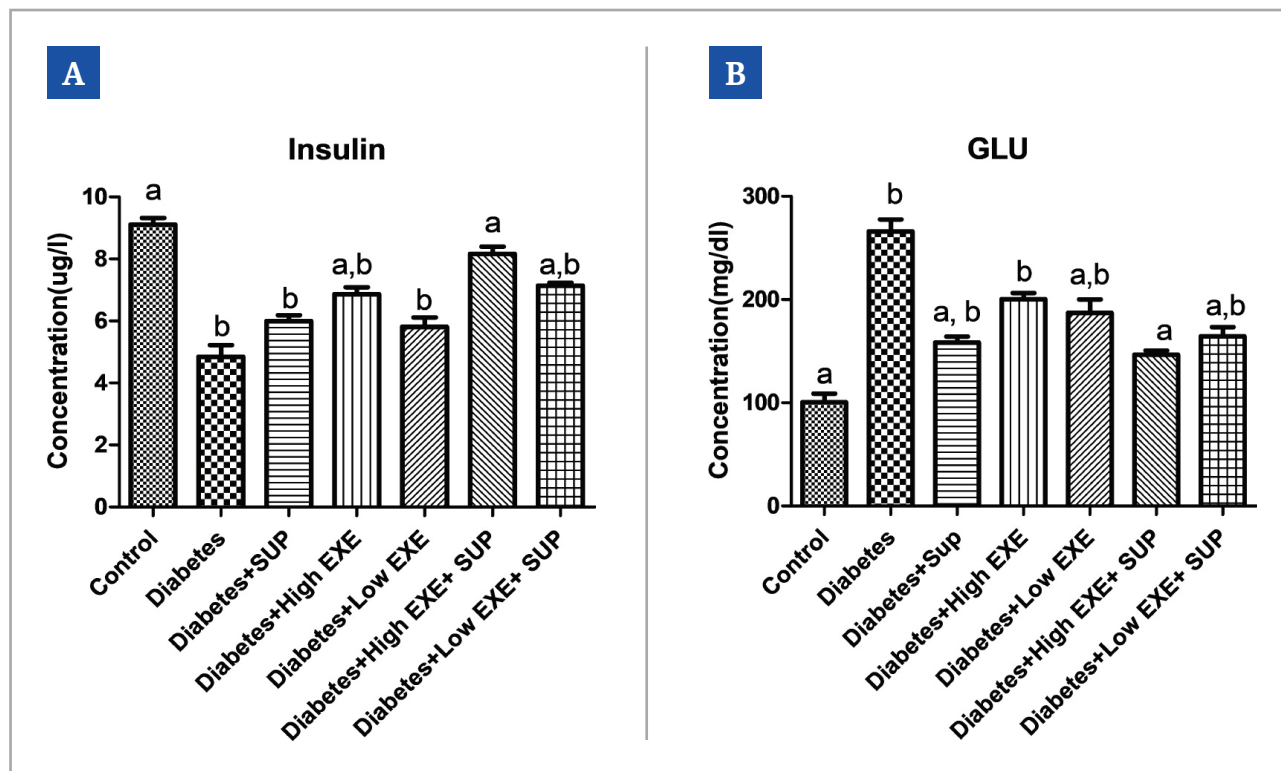 A
Insulin
Concentration(ug/l)
10
8
6
4
2
0
a
b
b
a,b
b
a
a,b
Control
Diabetes
Diabetes+SUP
Diabetes+High EXE
Diabetes+Low EXE
Diabetes+High EXE+ SUP
Diabetes+Low EXE+ SUP
B
GLU
Concentration(mg/dl)
300
200
100
0
a
b
a, b
b
a,b
a
a,b
Control
Diabetes
Diabetes+Sup
Diabetes+High EXE
Diabetes+Low EXE
Diabetes+High EXE+ SUP
Diabetes+Low EXE+ SUP